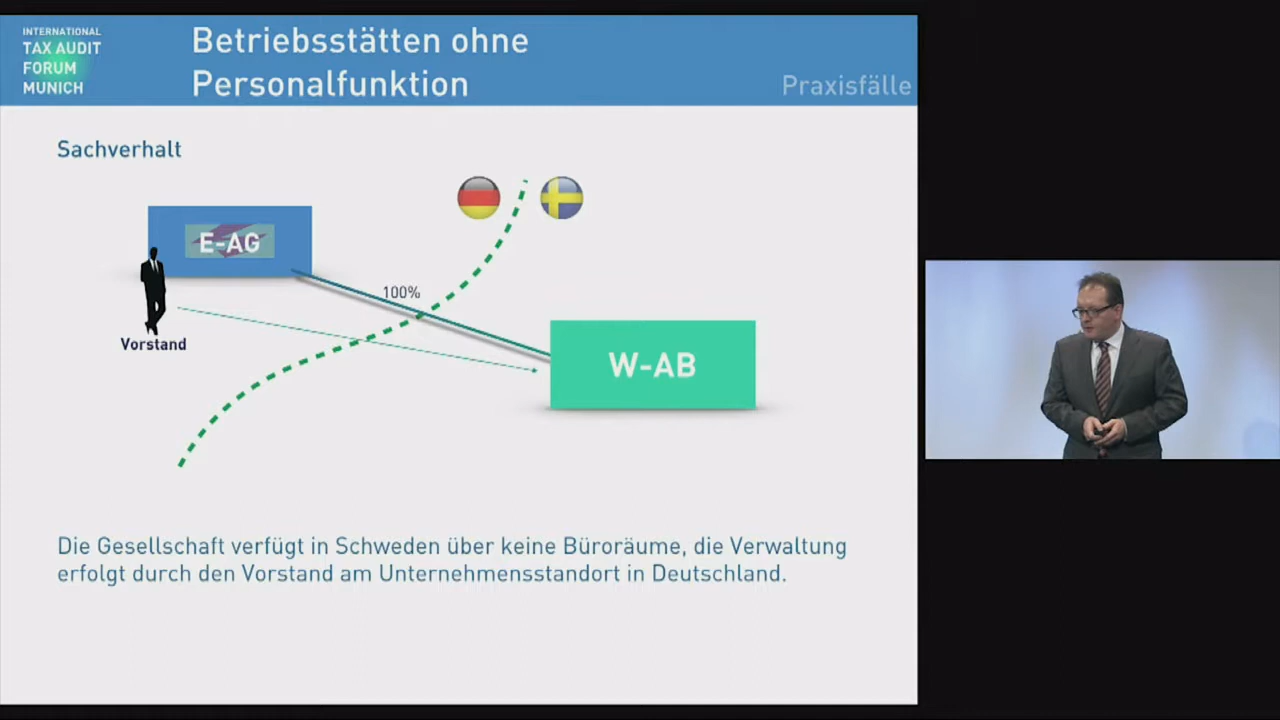 INTERNATIONAL
TAX AUDIT
FORUM
MUNICH
Betriebsstätten ohne
Personalfunktion
Praxisfälle
Sachverhalt
E-AG
100%
Vorstand
W-AB
Die Gesellschaft verfügt in Schweden über keine Büroräume, die Verwaltung
erfolgt durch den Vorstand am Unternehmensstandort in Deutschland.